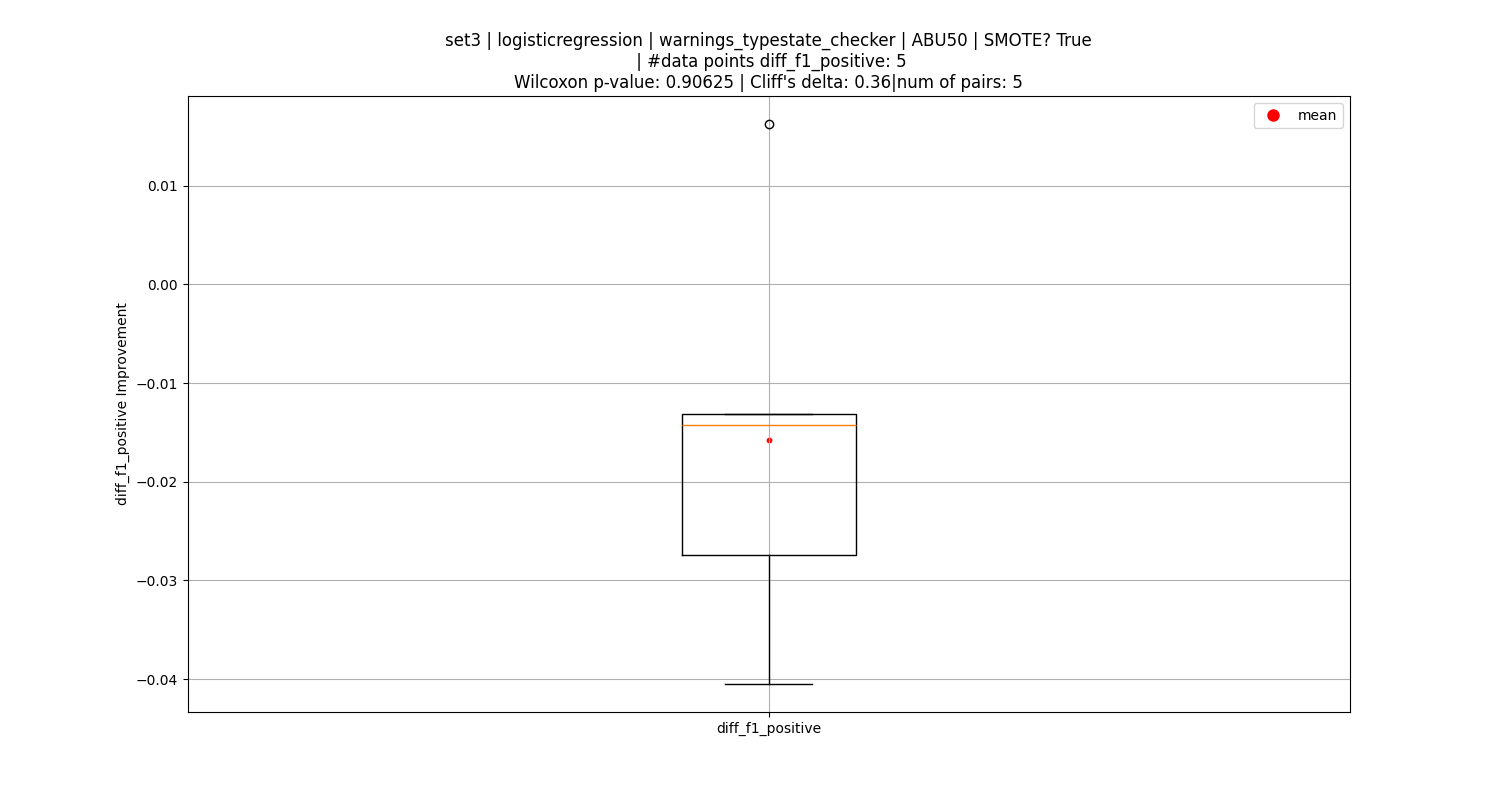 set3 | logisticregression | warnings_typestate_checker | ABU50 | SMOTE? True
| #data points diff_f1_positive: 5
Wilcoxon p-value: 0.90625 | Cliff's delta: 0.36|num of pairs: 5
mean
0.01
0.00
−0.01
−0.02
−0.03
−0.04
diff_f1_positive Improvement
diff_f1_positive